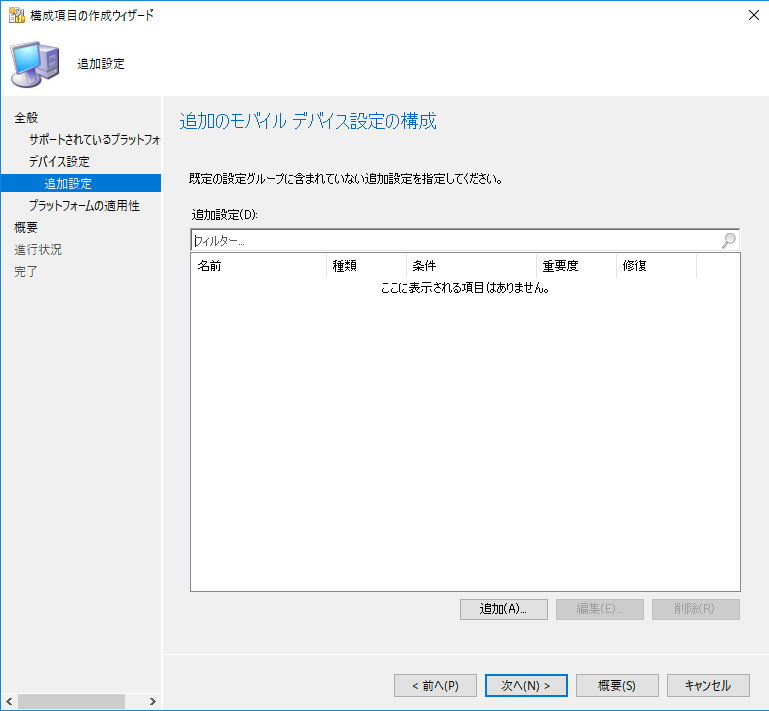 構成項目の作成ウィザード
追加設定
全般
サポートされているプラットフォ
デバイス設定
追加設定
プラットフォームの適用性
概要
進行状況
完了
追加のモバイル デバイス設定の構成
既定の設定グループに含まれていない追加設定を指定してください。
追加設定(D):
フィルター...
名前 種類 条件 重要度 修復
ここに表示される項目はありません。
追加(A)... 編集(E)... 削除(R)
< 前へ(P) 次へ(N) > 概要(S) キャンセル